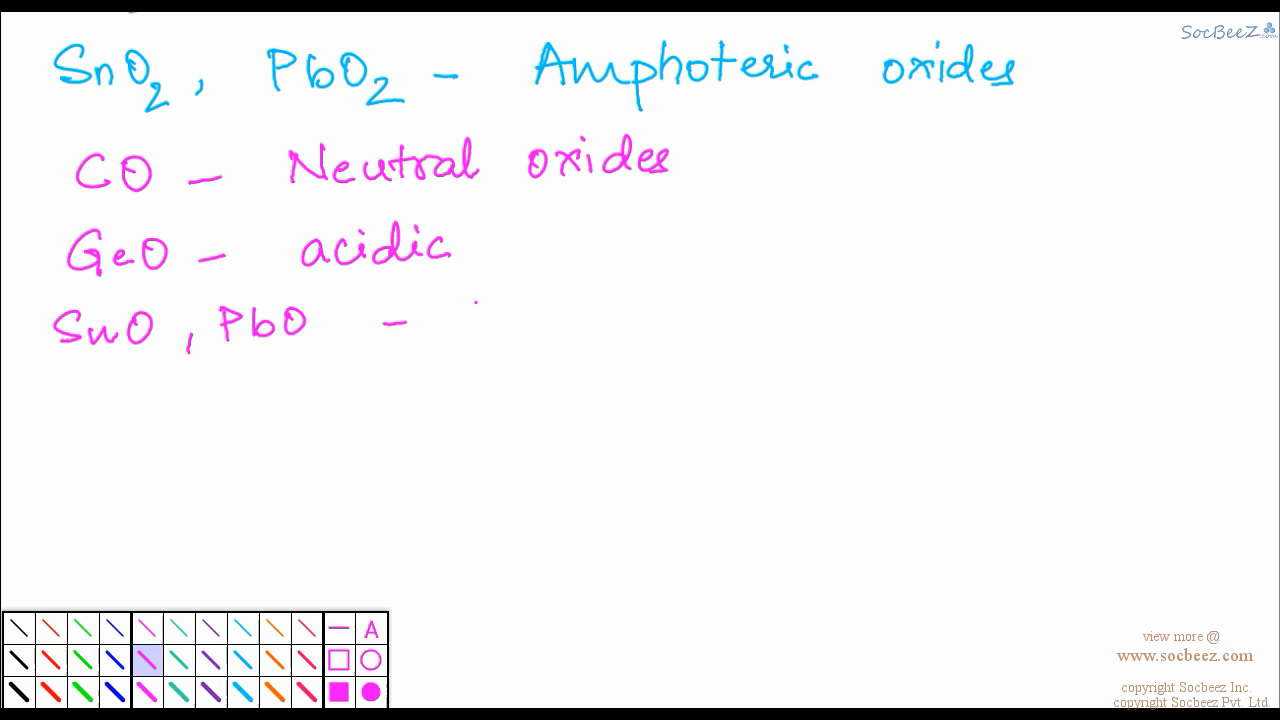 SocBeeZ.com
SnO2, PbO2 - Amphoteric oxides
CO - Neutral oxides
GeO - acidic
SnO, PbO -
A
view more @
www.socbeez.com
copyright Socbeez Inc.
copyright Socbeez Pvt. Ltd.